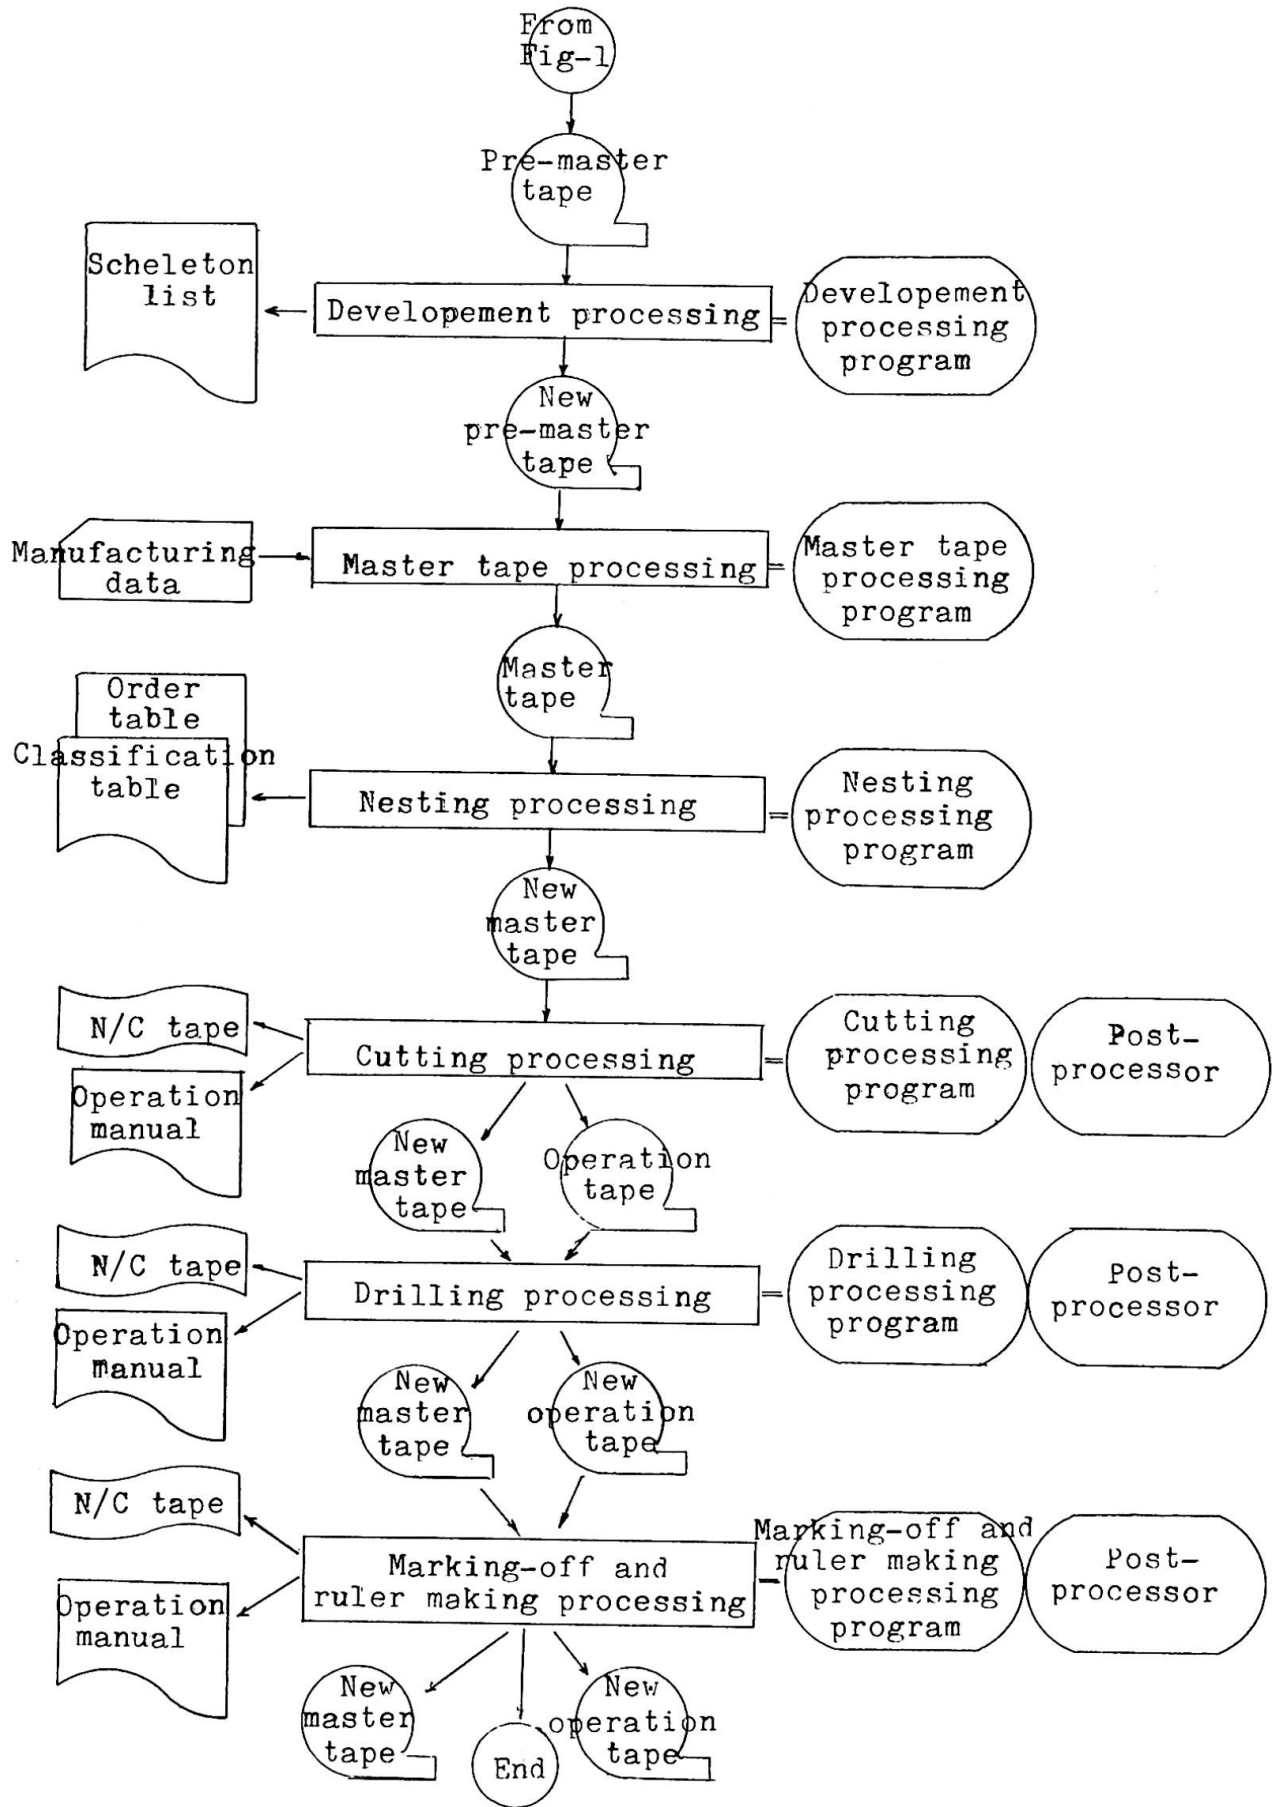 From
Fig-1
Pre-master
tape
Scheleton
list
Developement processing
Developement
processing
program
New
pre-master
tape
Manufacturing
data
Master tape processing
Master tape
processing
program
Master
tape
Order
table
Classification
table
Nesting processing
Nesting
processing
program
New
master
tape
N/C tape
Operation
manual
Cutting processing
Cutting
processing
program
Post-
processor
New
master
tape
Operation
tape
N/C tape
Operation
manual
Drilling processing
Drilling
processing
program
Post-
processor
New
master
tape
New
operation
tape
N/C tape
Operation
manual
Marking-off and
ruler making processing
Marking-off and
ruler making
processing
program
Post-
processor
New
master
tape
End
New
operation
tape